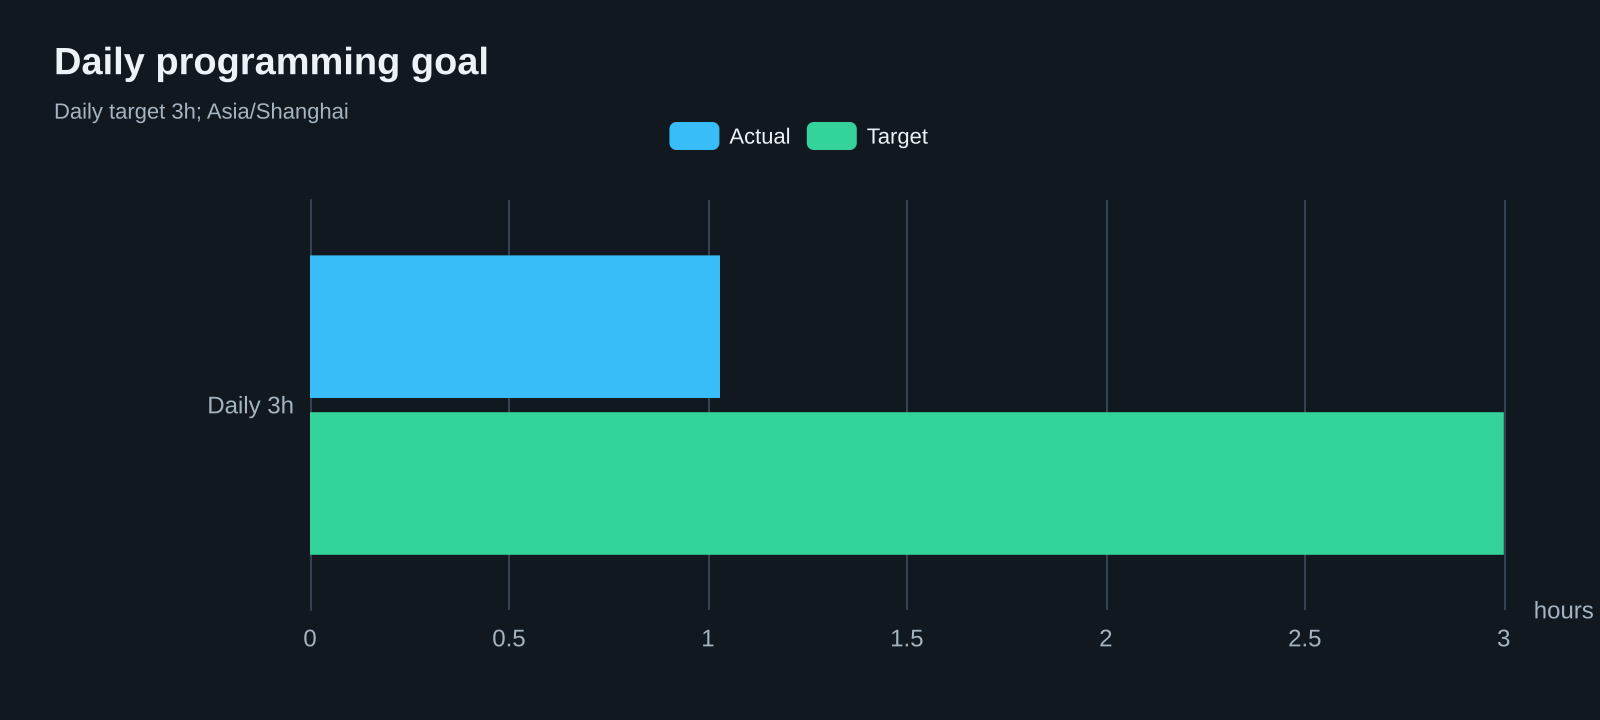 Daily programming goal
Daily target 3h; Asia/Shanghai
Actual Target
Daily 3h
hours
0 0.5 1 1.5 2 2.5 3